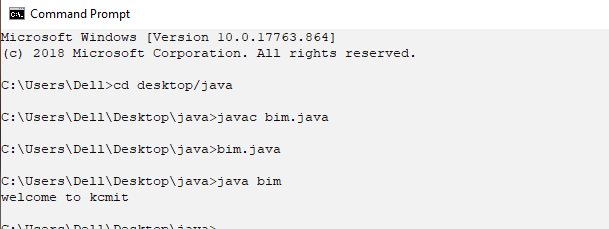 Command Prompt
Microsoft Windows [Version 10.0.17763.864]
(c) 2018 Microsoft Corporation. All rights reserved.
C:\Users\Dell>cd desktop/java
C:\Users\Dell\Desktop\java>javac bim.java
C:\Users\Dell\Desktop\java>bim.java
C:\Users\Dell\Desktop\java>java bim
welcome to kcmit
C:\Users\Dell\Desktop\java>